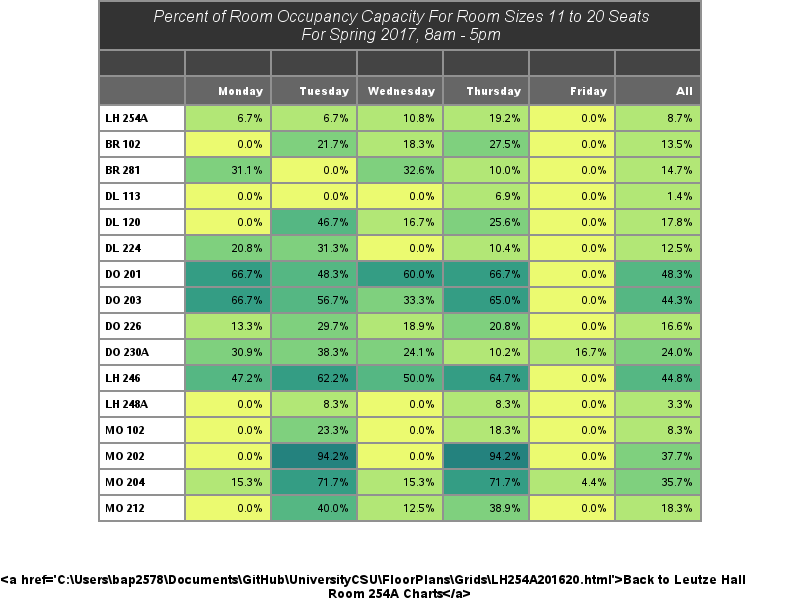 Percent of Room Occupancy Capacity For Room Sizes 11 to 20 Seats
For Spring 2017, 8am - 5pm
Monday Tuesday Wednesday Thursday Friday All
LH 254A 6.7% 6.7% 10.8% 19.2% 0.0% 8.7%
BR 102 0.0% 21.7% 18.3% 27.5% 0.0% 13.5%
BR 281 31.1% 0.0% 32.6% 10.0% 0.0% 14.7%
DL 113 0.0% 0.0% 0.0% 6.9% 0.0% 1.4%
DL 120 0.0% 46.7% 16.7% 25.6% 0.0% 17.8%
DL 224 20.8% 31.3% 0.0% 10.4% 0.0% 12.5%
DO 201 66.7% 48.3% 60.0% 66.7% 0.0% 48.3%
DO 203 66.7% 56.7% 33.3% 65.0% 0.0% 44.3%
DO 226 13.3% 29.7% 18.9% 20.8% 0.0% 16.6%
DO 230A 30.9% 38.3% 24.1% 10.2% 16.7% 24.0%
LH 246 47.2% 62.2% 50.0% 64.7% 0.0% 44.8%
LH 248A 0.0% 8.3% 0.0% 8.3% 0.0% 3.3%
MO 102 0.0% 23.3% 0.0% 18.3% 0.0% 8.3%
MO 202 0.0% 94.2% 0.0% 94.2% 0.0% 37.7%
MO 204 15.3% 71.7% 15.3% 71.7% 4.4% 35.7%
MO 212 0.0% 40.0% 12.5% 38.9% 0.0% 18.3%
<a href='C:\Users\bap2578\Documents\GitHub\UniversityCSU\FloorPlans\Grids\LH254A201620.html'>Back to Leutze Hall
Room 254A Charts</a>